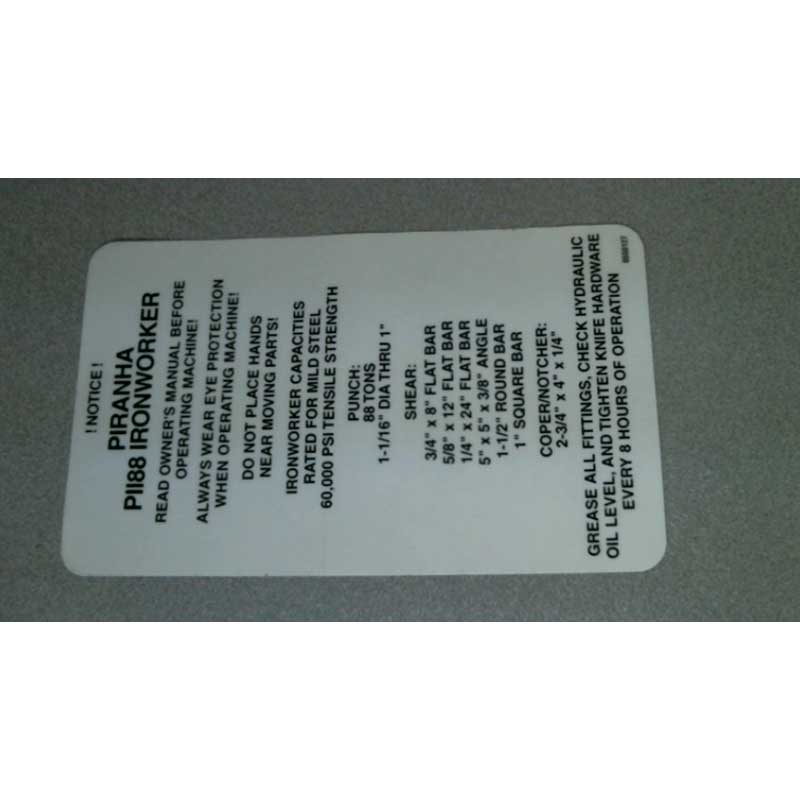 ! NOTICE !
PIRANHA
PII88 IRONWORKER
READ OWNER'S MANUAL BEFORE
OPERATING MACHINE!
ALWAYS WEAR EYE PROTECTION
WHEN OPERATING MACHINE!
DO NOT PLACE HANDS
NEAR MOVING PARTS!
IRONWORKER CAPACITIES
RATED FOR MILD STEEL
60,000 PSI TENSILE STRENGTH
PUNCH:
88 TONS
1-1/16" DIA THRU 1"
SHEAR:
3/4" x 8" FLAT BAR
5/8" x 12" FLAT BAR
1/4" x 24" FLAT BAR
5" x 5" x 3/8" ANGLE
1-1/2" ROUND BAR
1" SQUARE BAR
COPER/NOTCHER:
2-3/4" x 4" x 1/4"
GREASE ALL FITTINGS, CHECK HYDRAULIC
OIL LEVEL, AND TIGHTEN KNIFE HARDWARE
EVERY 8 HOURS OF OPERATION